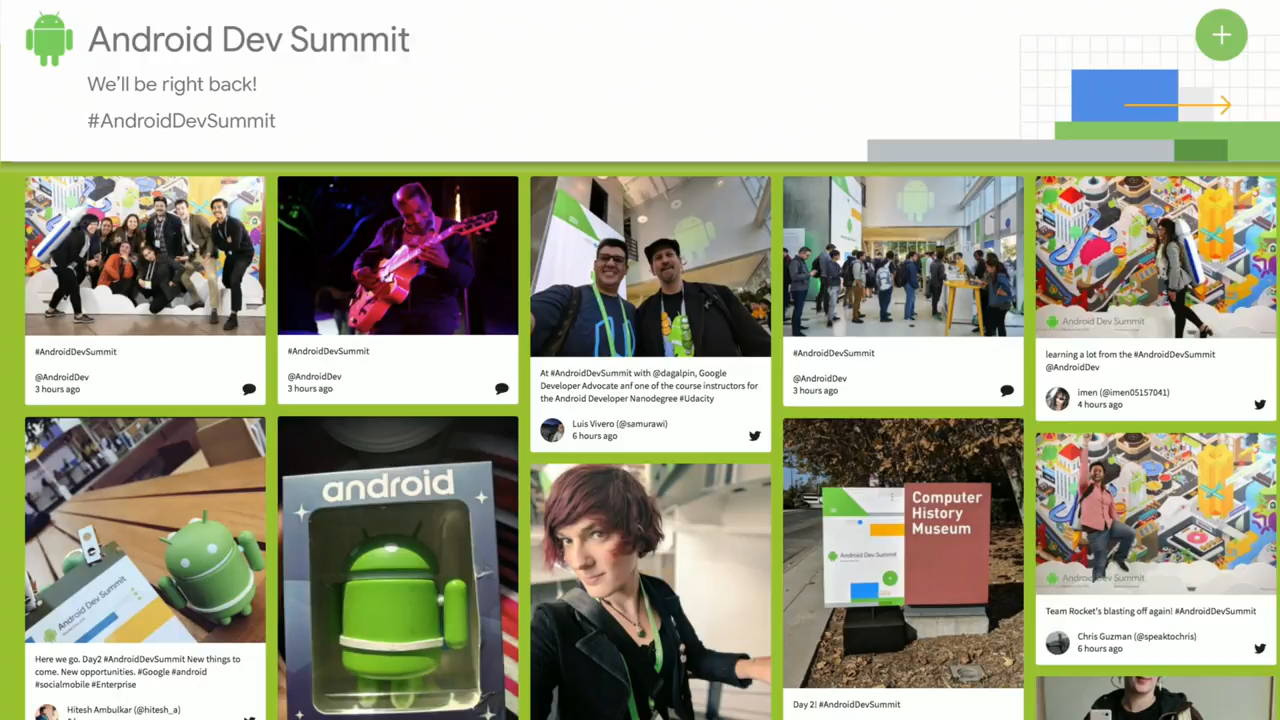 Android Dev Summit
We'll be right back!
#AndroidDevSummit
#AndroidDevSummit
@AndroidDev
3 hours ago
#AndroidDevSummit
@AndroidDev
3 hours ago
At #AndroidDevSummit with @dagalpin, Google
Developer Advocate anf one of the course instructors for
the Android Developer Nanodegree #Udacity
Luis Vivero (@samurawi)
6 hours ago
#AndroidDevSummit
@AndroidDev
3 hours ago
Android Dev Summit
learning a lot from the #AndroidDevSummit
@AndroidDev
imen (@imen05157041)
4 hours ago
Android Dev Summit
Here we go. Day2 #AndroidDevSummit New things to
come. New opportunities. #Google #android
#socialmobile #Enterprise
Hitesh Ambulkar (@hitesh_a)
android
Android Dev Summit
Computer
History
Museum
Day 2! #AndroidDevSummit
Android Dev Summit
Team Rocket's blasting off again! #AndroidDevSummit
Chris Guzman (@speaktochris)
6 hours ago